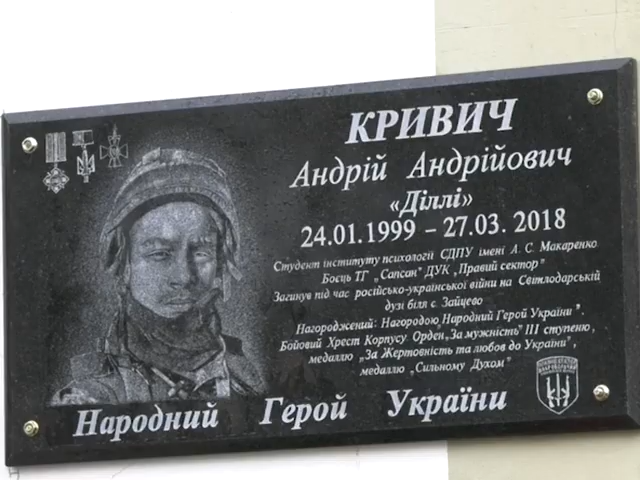 КРИВИЧ
Андрій Андрійович
«Діллі»
24.01.1999 – 27.03. 2018
Студент інституту психології СДПУ імені А. С. Макаренко
Боєць ТГ „Сапсан" ДУК „Правий сектор"
Загинув під час російсько-української війни на Світлодарській
дузі біля с. Зайцево
Нагороджений: Нагородою „Народний Герой України".
Бойовий Хрест Корпусу Орден „За мужність" III ступеню,
медаллю „За Жертовність та любов до України",
медаллю „Сильному Духом"
Народний Герой України